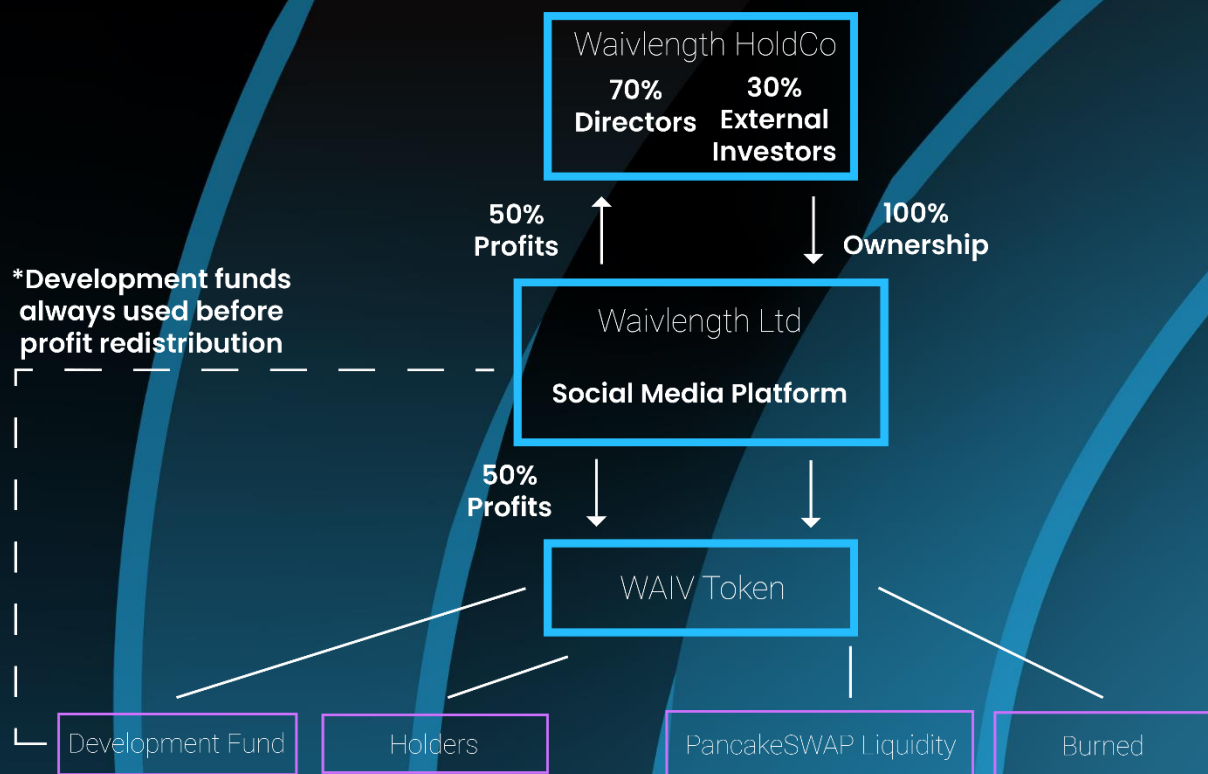 Waivlength HoldCo
70%
Directors
30%
External
Investors
50%
Profits
100%
Ownership
*Development funds
always used before
profit redistribution
Waivlength Ltd
Social Media Platform
50%
Profits
WAIV Token
Development Fund
Holders
PancakeSWAP Liquidity
Burned